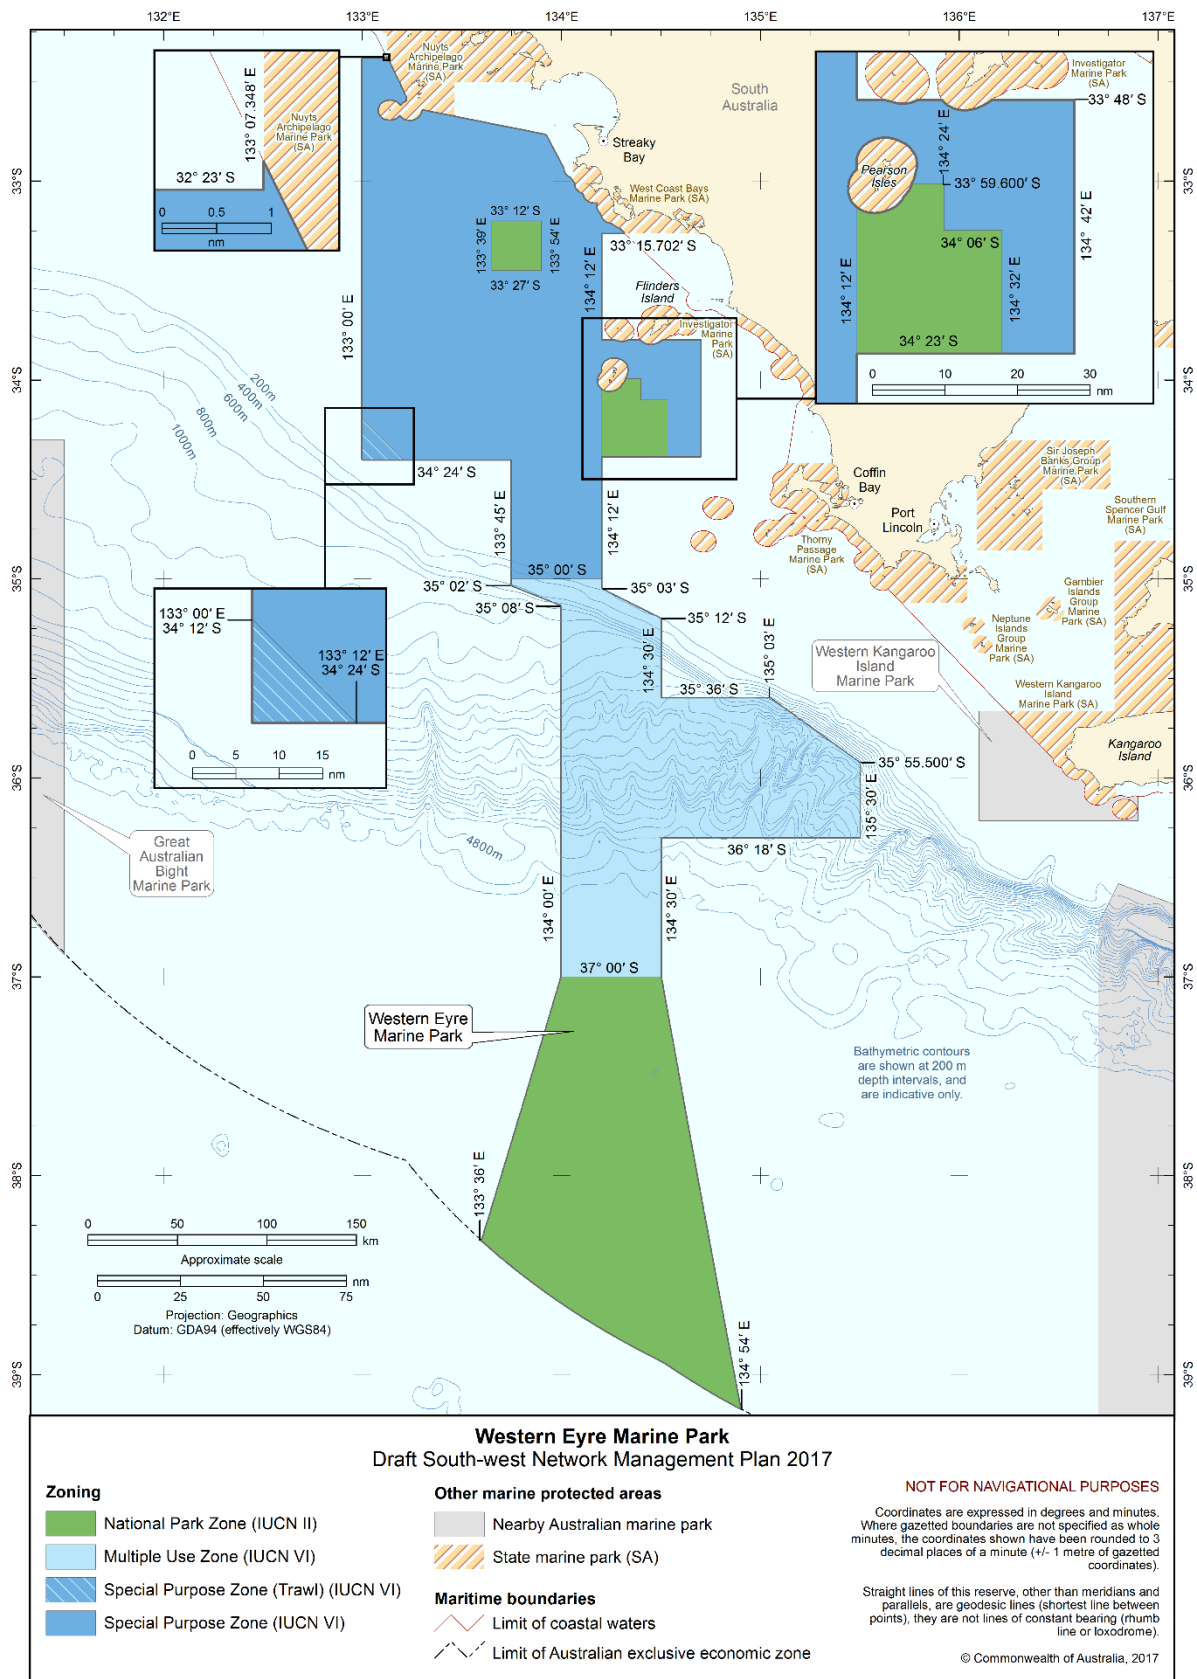 132°E
133°E
134°E
135°E
136°E
137°E
33°S
34°S
35°S
36°S
37°S
38°S
39°S
33°S
34°S
35°S
36°S
37°S
38°S
39°S
Nuyts
Archipelago
Marine Park
(SA)
133° 07.348′ E
32° 23′ S
0 0.5 1
nm
Nuyts
Archipelago
Marine Park
(SA)
South
Australia
Streaky
Bay
West Coast Bays
Marine Park (SA)
33° 12′ S
133° 39′ E
133° 54′ E
33° 27′ S
134° 12′ E
33° 15.702′ S
Flinders
Island
Investigator
Marine
Park
(SA)
133° 00′ E
Investigator
Marine Park
(SA)
33° 48′ S
134° 24′ E
Pearson
Isles
33° 59.600′ S
134° 42′ E
34° 06′ S
134° 12′ E
134° 32′ E
34° 23′ S
0 10 20 30
nm
200m
400m
600m
800m
1000m
34° 24′ S
133° 45′ E
134° 12′ E
35° 00′ S
35° 02′ S
35° 03′ S
35° 08′ S
35° 12′ S
134° 30′ E
135° 03′ E
35° 36′ S
35° 55.500′ S
135° 30′ E
36° 18′ S
134° 00′ E
134° 30′ E
37° 00′ S
133° 00′ E
34° 12′ S
133° 12′ E
34° 24′ S
0 5 10 15
nm
Coffin
Bay
Port
Lincoln
Thorny
Passage
Marine Park
(SA)
Sir Joseph
Banks Group
Marine Park
(SA)
Southern
Spencer Gulf
Marine Park
(SA)
Gambier
Islands
Group
Marine
Park (SA)
Neptune
Islands
Group
Marine
Park (SA)
Western Kangaroo
Island
Marine Park
Western Kangaroo
Island
Marine Park (SA)
Kangaroo
Island
Great
Australian
Bight
Marine Park
4800m
Western Eyre
Marine Park
Bathymetric contours
are shown at 200 m
depth intervals, and
are indicative only.
133° 36′ E
134° 54′ E
0 50 100 150
km
Approximate scale
nm
0 25 50 75
Projection: Geographics
Datum: GDA94 (effectively WGS84)
Western Eyre Marine Park
Draft South-west Network Management Plan 2017
Zoning
National Park Zone (IUCN II)
Multiple Use Zone (IUCN VI)
Special Purpose Zone (Trawl) (IUCN VI)
Special Purpose Zone (IUCN VI)
Other marine protected areas
Nearby Australian marine park
State marine park (SA)
Maritime boundaries
Limit of coastal waters
Limit of Australian exclusive economic zone
NOT FOR NAVIGATIONAL PURPOSES
Coordinates are expressed in degrees and minutes.
Where gazetted boundaries are not specified as whole
minutes, the coordinates shown have been rounded to 3
decimal places of a minute (+/- 1 metre of gazetted
coordinates).
Straight lines of this reserve, other than meridians and
parallels, are geodesic lines (shortest line between
points), they are not lines of constant bearing (rhumb
line or loxodrome).
© Commonwealth of Australia, 2017